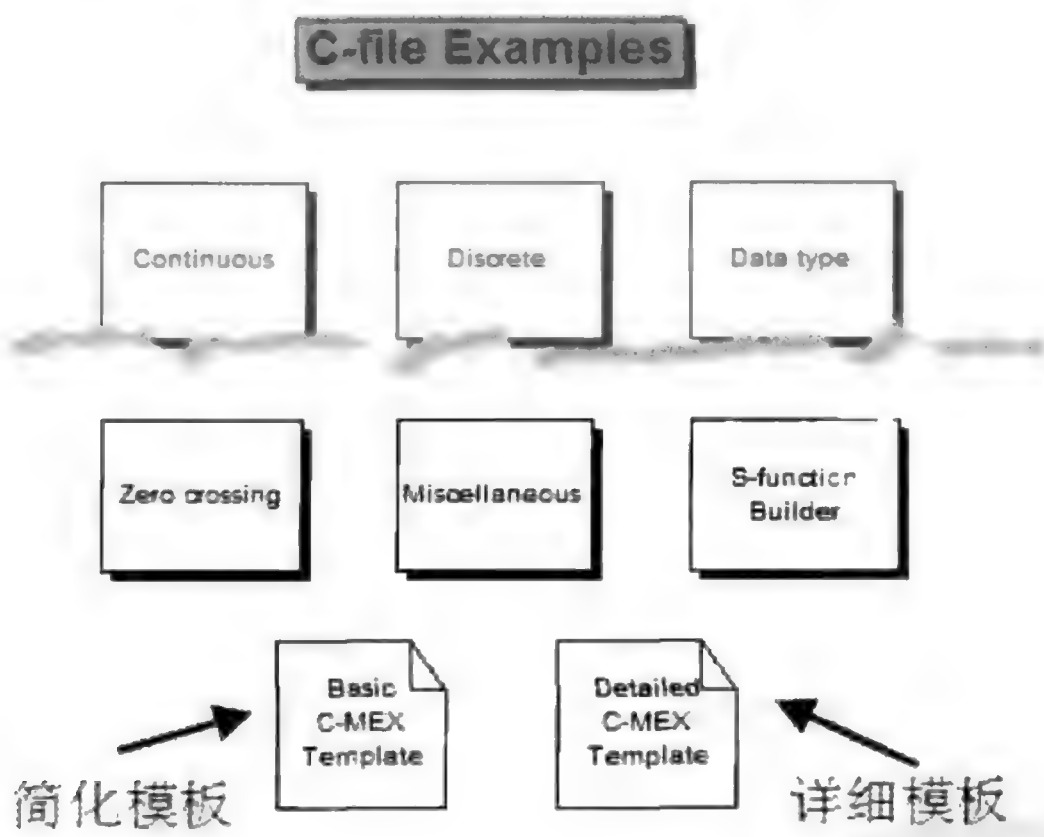 C-file Examples
Continuous
Discrete
Data type
Zero crossing
Miscellaneous
S-function
Builder
Basic
C-MEX
Template
Detailed
C-MEX
Template
简化模板
详细模板